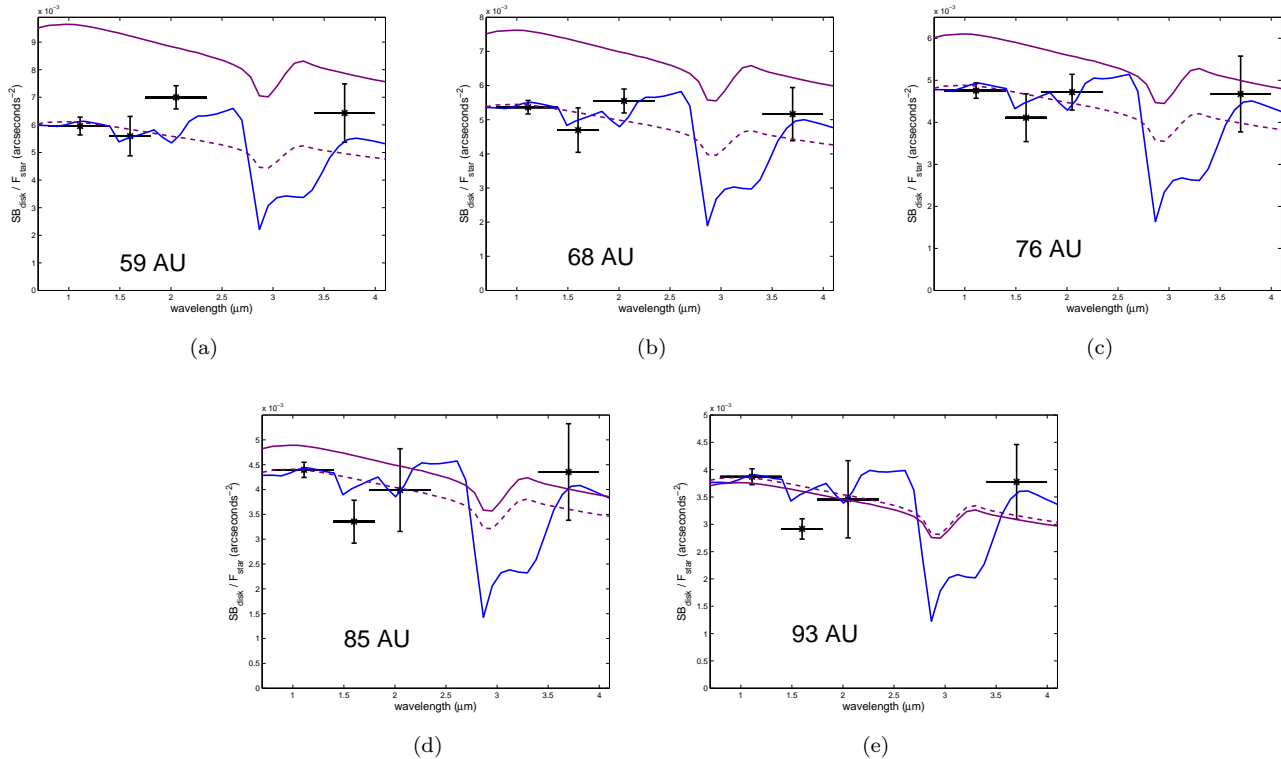 x 10⁻³
9
8
7
6
5
4
3
2
1
0
SB_disk / F_star (arcseconds⁻²)
59 AU
1 1.5 2 2.5 3 3.5 4
wavelength (μm)
(a)
x 10⁻³
8
7
6
5
4
3
2
1
0
SB_disk / F_star (arcseconds⁻²)
68 AU
1 1.5 2 2.5 3 3.5 4
wavelength (μm)
(b)
x 10⁻³
6
5
4
3
2
1
0
SB_disk / F_star (arcseconds⁻²)
76 AU
1 1.5 2 2.5 3 3.5 4
wavelength (μm)
(c)
x 10⁻³
5
4.5
4
3.5
3
2.5
2
1.5
1
0.5
0
SB_disk / F_star (arcseconds⁻²)
85 AU
1 1.5 2 2.5 3 3.5 4
wavelength (μm)
(d)
x 10⁻³
5
4.5
4
3.5
3
2.5
2
1.5
1
0.5
0
SB_disk / F_star (arcseconds⁻²)
93 AU
1 1.5 2 2.5 3 3.5 4
wavelength (μm)
(e)